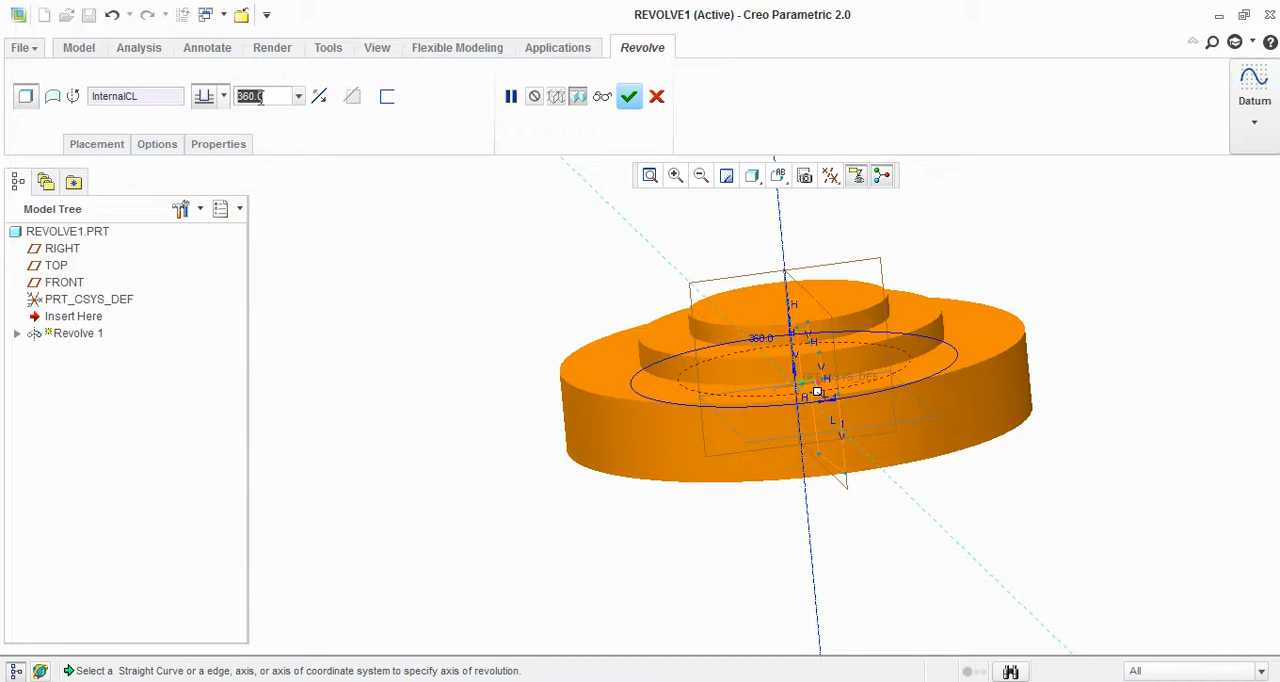 REVOLVE1 (Active) - Creo Parametric 2.0
File Model Analysis Annotate Render Tools View Flexible Modeling Applications Revolve
InternalCL 360.0
Datum
Placement Options Properties
Model Tree
REVOLVE1.PRT
RIGHT
TOP
FRONT
PRT_CSYS_DEF
Insert Here
Revolve 1
H
360.0
V
H
V
V
PRT_CSYS_DEF
H
H
L
L
V
Select a Straight Curve or a edge, axis, or axis of coordinate system to specify axis of revolution.
All